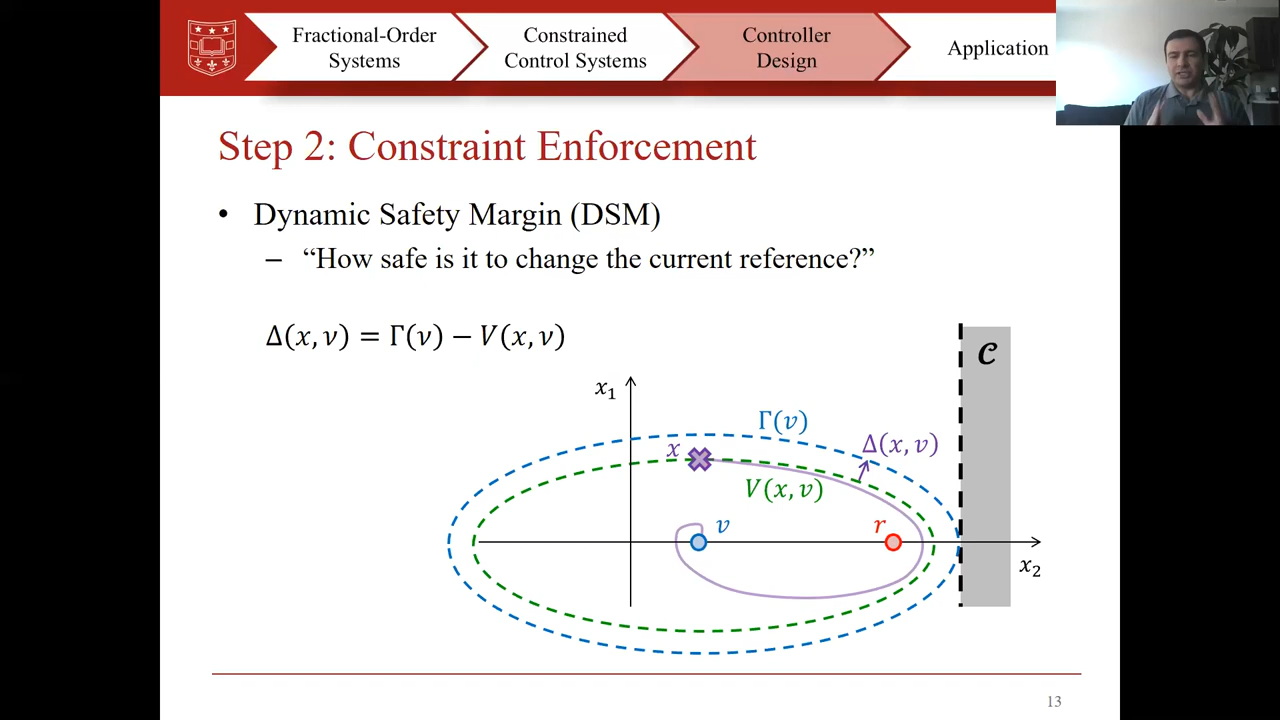 Fractional-Order
Systems
Constrained
Control Systems
Controller
Design
Application
Step 2: Constraint Enforcement
• Dynamic Safety Margin (DSM)
– “How safe is it to change the current reference?”
Δ(x, v) = Γ(v) − V(x, v)
𝒞
x₁
Γ(v)
Δ(x, v)
x
V(x, v)
v
r
x₂
13